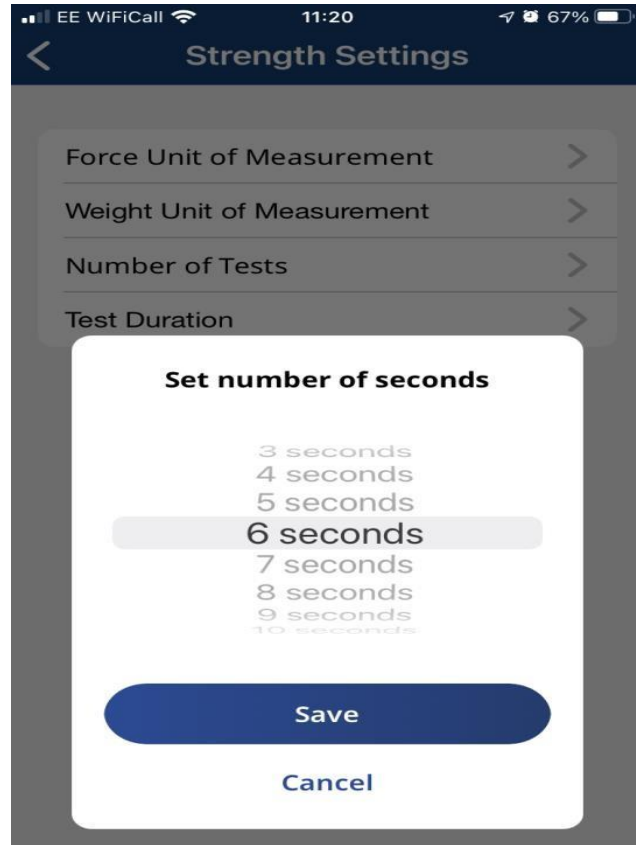 EE WiFiCall 11:20 67%
Strength Settings
Force Unit of Measurement
Weight Unit of Measurement
Number of Tests
Test Duration
Set number of seconds
3 seconds
4 seconds
5 seconds
6 seconds
7 seconds
8 seconds
9 seconds
10 seconds
Save
Cancel